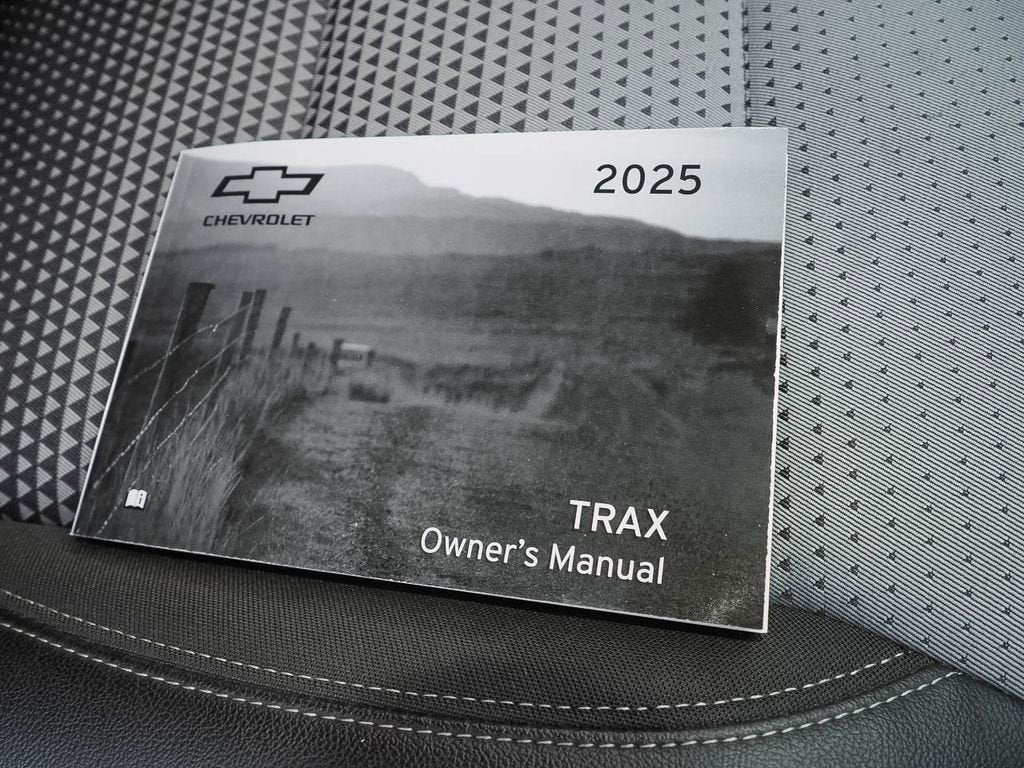 CHEVROLET
2025
TRAX
Owner's Manual